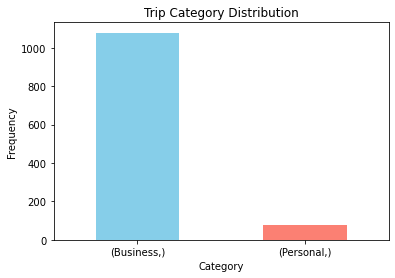 Trip Category Distribution
Frequency
1000
800
600
400
200
0
(Business,)
(Personal,)
Category